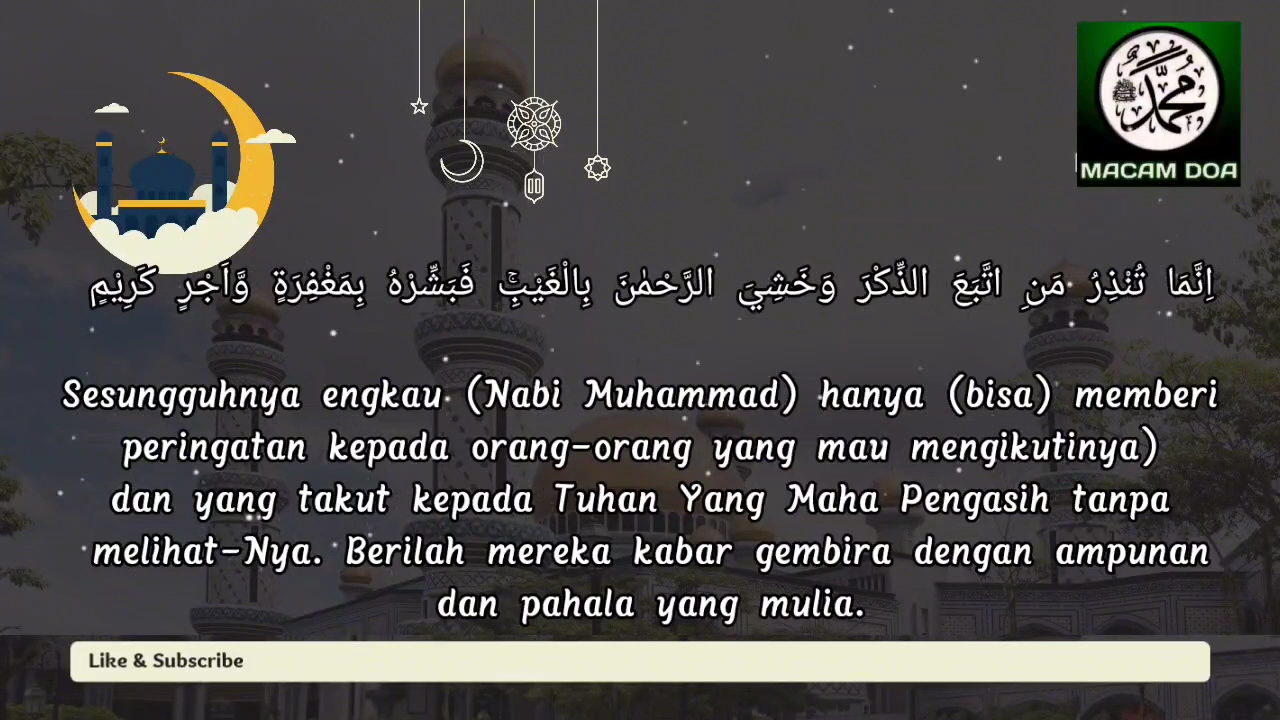 محمد
MACAM DOA
اِنَّمَا تُنْذِرُ مَنِ اتَّبَعَ الذِّكْرَ وَخَشِيَ الرَّحْمٰنَ بِالْغَيْبِۚ فَبَشِّرْهُ بِمَغْفِرَةٍ وَّاَجْرٍ كَرِيْمٍ
Sesungguhnya engkau (Nabi Muhammad) hanya (bisa) memberi
peringatan kepada orang-orang yang mau mengikutinya)
dan yang takut kepada Tuhan Yang Maha Pengasih tanpa
melihat-Nya. Berilah mereka kabar gembira dengan ampunan
dan pahala yang mulia.
Like & Subscribe